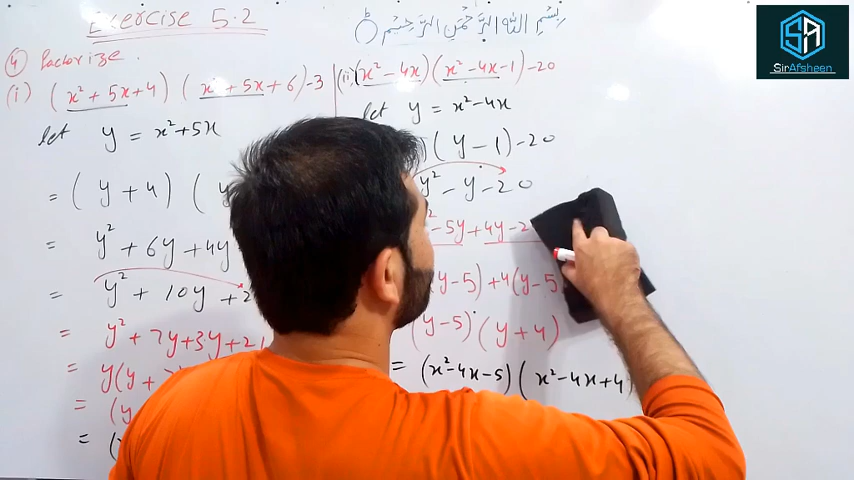 Exercise 5.2
بِسْمِ اللّٰهِ الرَّحْمٰنِ الرَّحِيْمِ
SirAfsheen
④ Factorize.
(i) (x² + 5x + 4) (x² + 5x + 6) - 3
let y = x² + 5x
= (y + 4) (y
= y² + 6y + 4y
= y² + 10y + 2
= y² + 7y + 3y + 21
= y(y +
= (y
= (
(ii) (x² - 4x) (x² - 4x - 1) - 20
let y = x² - 4x
(y - 1) - 20
y² - y - 20
- 5y + 4y - 2
(y - 5) + 4(y - 5
(y - 5) (y + 4)
= (x² - 4x - 5) (x² - 4x + 4)